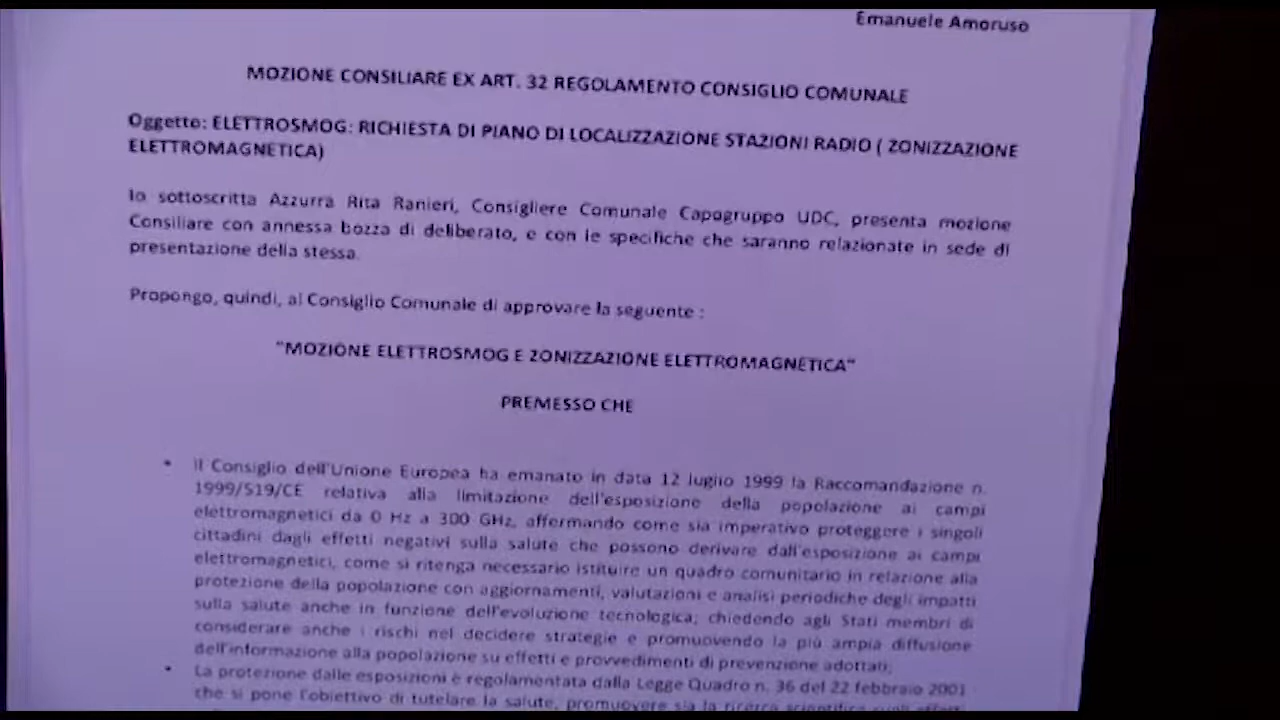 Emanuele Amoruso
MOZIONE CONSILIARE EX ART. 32 REGOLAMENTO CONSIGLIO COMUNALE
Oggetto: ELETTROSMOG: RICHIESTA DI PIANO DI LOCALIZZAZIONE STAZIONI RADIO ( ZONIZZAZIONE
ELETTROMAGNETICA)
Io sottoscritta Azzurra Rita Ranieri, Consigliere Comunale Capogruppo UDC, presenta mozione
Consiliare con annessa bozza di deliberato, e con le specifiche che saranno relazionate in sede di
presentazione della stessa.
Propongo, quindi, al Consiglio Comunale di approvare la seguente :
"MOZIONE ELETTROSMOG E ZONIZZAZIONE ELETTROMAGNETICA"
PREMESSO CHE
• Il Consiglio dell'Unione Europea ha emanato in data 12 luglio 1999 la Raccomandazione n.
1999/519/CE relativa alla limitazione dell'esposizione della popolazione ai campi
elettromagnetici da 0 Hz a 300 GHz, affermando come sia imperativo proteggere i singoli
cittadini dagli effetti negativi sulla salute che possono derivare dall'esposizione ai campi
elettromagnetici, come si ritenga necessario istituire un quadro comunitario in relazione alla
protezione della popolazione con aggiornamenti, valutazioni e analisi periodiche degli impatti
sulla salute anche in funzione dell'evoluzione tecnologica; chiedendo agli Stati membri di
considerare anche i rischi nel decidere strategie e promuovendo la più ampia diffusione
dell'informazione alla popolazione su effetti e provvedimenti di prevenzione adottati;
• La protezione dalle esposizioni è regolamentata dalla Legge Quadro n. 36 del 22 febbraio 2001
che si pone l'obiettivo di tutelare la salute, promuovere sia la ricerca scientifica sugli effetti